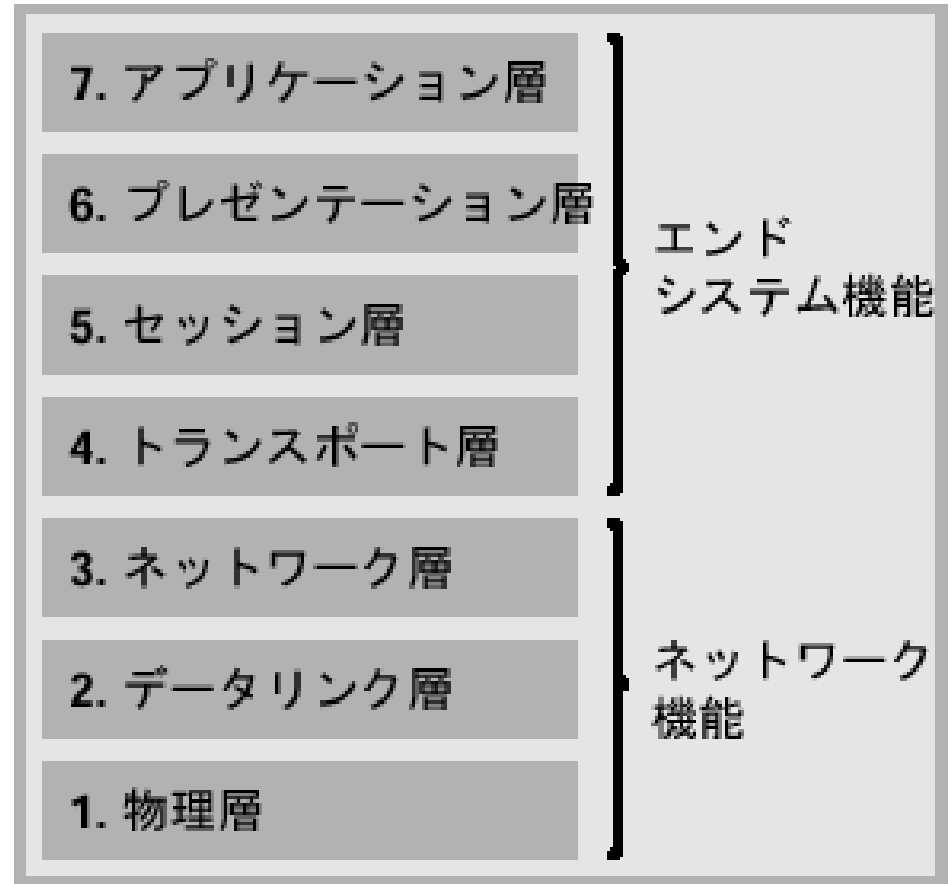 7. アプリケーション層
6. プレゼンテーション層
5. セッション層
4. トランスポート層
エンド
システム機能
3. ネットワーク層
2. データリンク層
1. 物理層
ネットワーク
機能